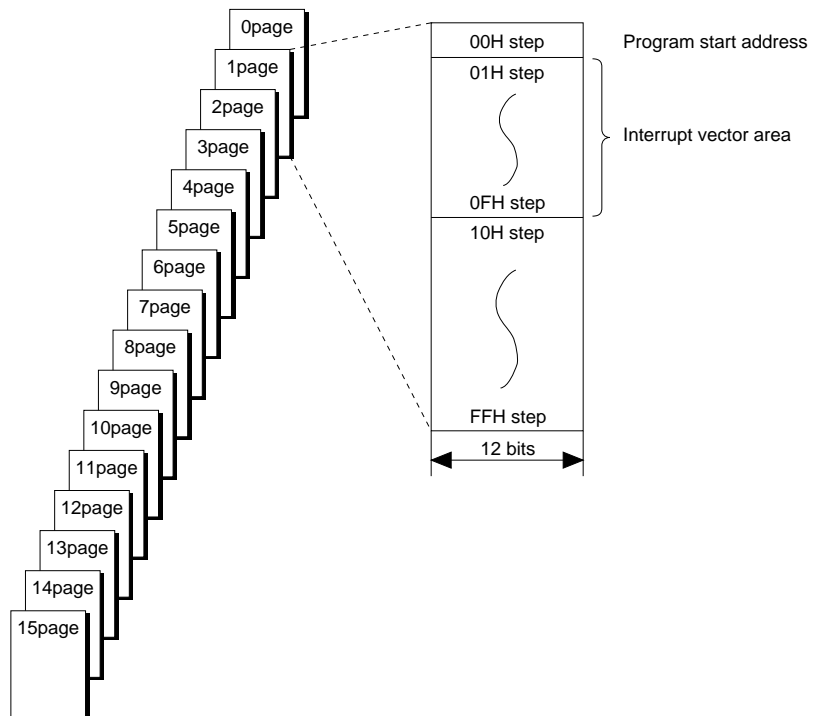 0page
1page
2page
3page
4page
5page
6page
7page
8page
9page
10page
11page
12page
13page
14page
15page
00H step
Program start address
01H step
Interrupt vector area
0FH step
10H step
FFH step
12 bits